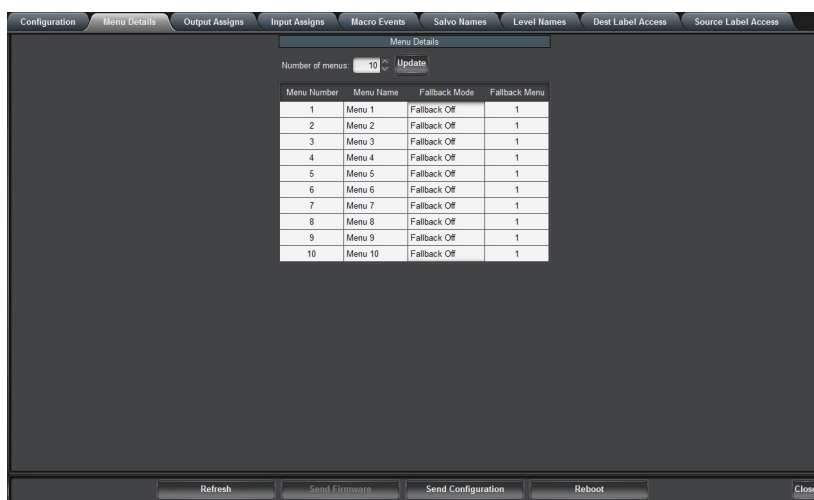 Configuration Menu Details Output Assigns Input Assigns Macro Events Salvo Names Level Names Dest Label Access Source Label Access
Menu Details
Number of menus: 10 Update
Menu Number Menu Name Fallback Mode Fallback Menu
1 Menu 1 Fallback Off 1
2 Menu 2 Fallback Off 1
3 Menu 3 Fallback Off 1
4 Menu 4 Fallback Off 1
5 Menu 5 Fallback Off 1
6 Menu 6 Fallback Off 1
7 Menu 7 Fallback Off 1
8 Menu 8 Fallback Off 1
9 Menu 9 Fallback Off 1
10 Menu 10 Fallback Off 1
Refresh Send Firmware Send Configuration Reboot Close